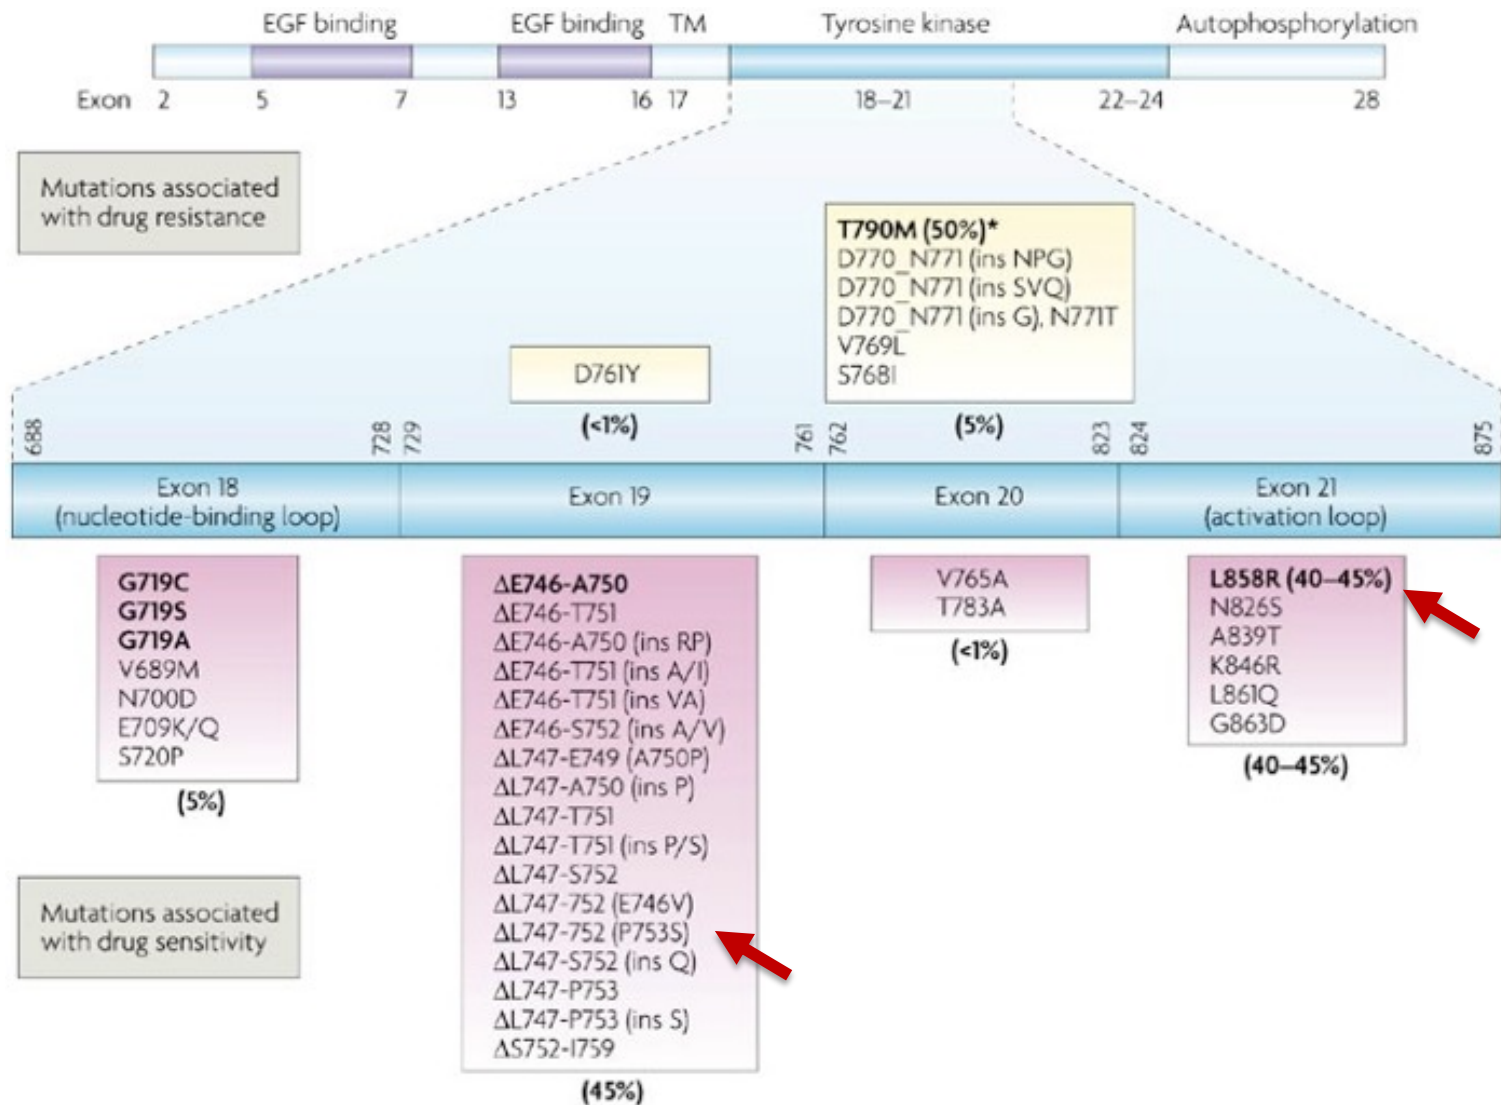 EGF binding EGF binding TM Tyrosine kinase Autophosphorylation
Exon 2 5 7 13 16 17 18–21 22–24 28
Mutations associated
with drug resistance
T790M (50%)*
D770_N771 (ins NPG)
D770_N771 (ins SVQ)
D770_N771 (ins G), N771T
V769L
S768I
(5%)
D761Y
(<1%)
688 728 729 761 762 823 824 875
Exon 18
(nucleotide-binding loop)
Exon 19
Exon 20
Exon 21
(activation loop)
G719C
G719S
G719A
V689M
N700D
E709K/Q
S720P
(5%)
ΔE746-A750
ΔE746-T751
ΔE746-A750 (ins RP)
ΔE746-T751 (ins A/I)
ΔE746-T751 (ins VA)
ΔE746-S752 (ins A/V)
ΔL747-E749 (A750P)
ΔL747-A750 (ins P)
ΔL747-T751
ΔL747-T751 (ins P/S)
ΔL747-S752
ΔL747-752 (E746V)
ΔL747-752 (P753S)
ΔL747-S752 (ins Q)
ΔL747-P753
ΔL747-P753 (ins S)
ΔS752-I759
(45%)
V765A
T783A
(<1%)
L858R (40–45%)
N826S
A839T
K846R
L861Q
G863D
(40–45%)
Mutations associated
with drug sensitivity